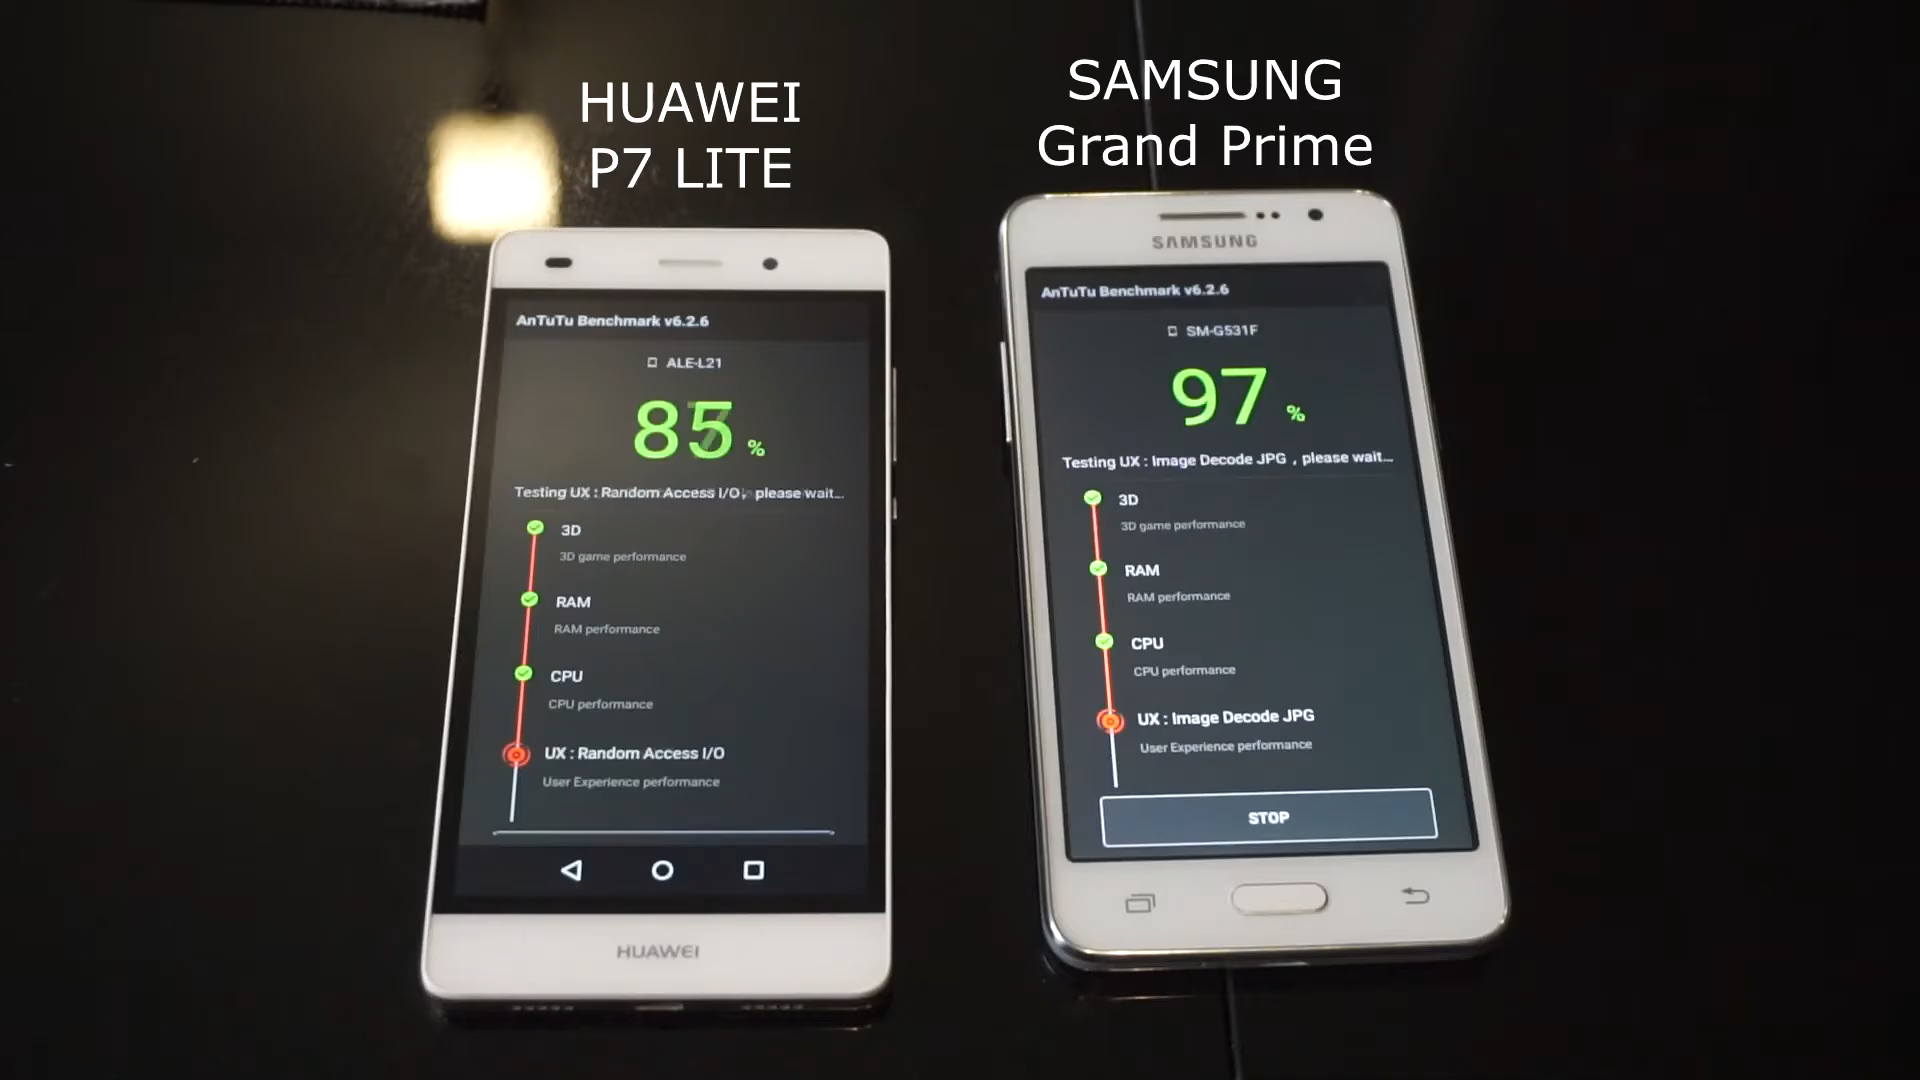 HUAWEI
P7 LITE
SAMSUNG
Grand Prime
AnTuTu Benchmark v6.2.6
ALE-L21
%
Testing UX : Random Access I/O, please wait...
3D
3D game performance
RAM
RAM performance
CPU
CPU performance
UX : Random Access I/O
User Experience performance
HUAWEI
SAMSUNG
AnTuTu Benchmark v6.2.6
SM-G531F
97 %
Testing UX : Image Decode JPG , please wait...
3D
3D game performance
RAM
RAM performance
CPU
CPU performance
UX : Image Decode JPG
User Experience performance
STOP